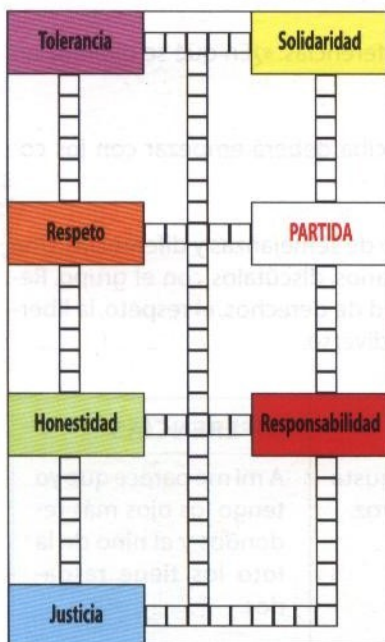 Tolerancia
Solidaridad
Respeto
PARTIDA
Honestidad
Responsabilidad
Justicia